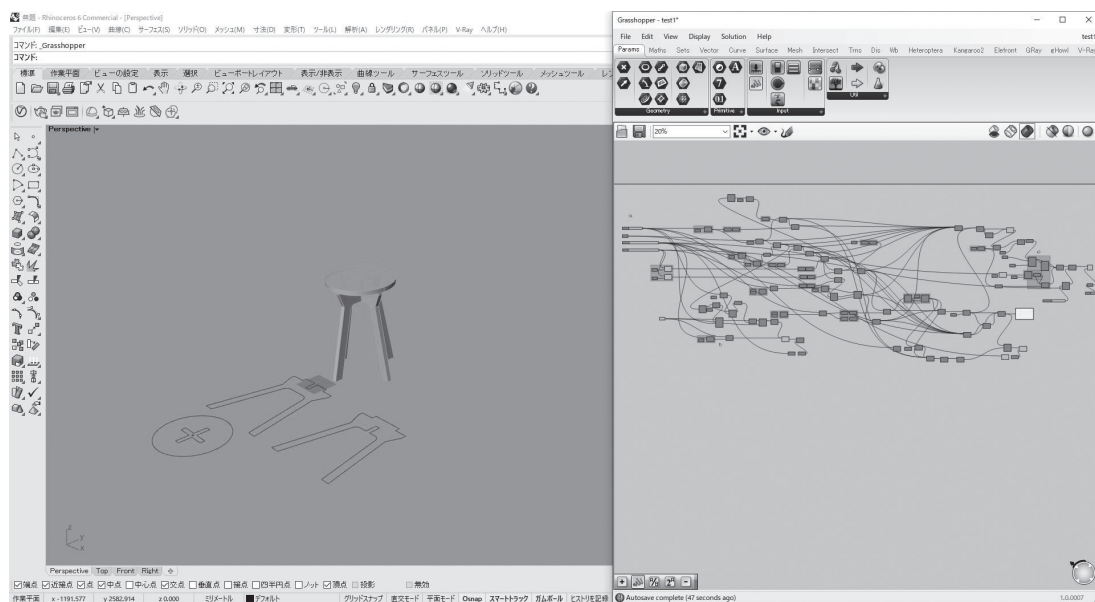 無題 - Rhinoceros 6 Commercial - [Perspective]
ファイル(F) 編集(E) ビュー(V) 曲線(C) サーフェス(S) ソリッド(O) メッシュ(M) 寸法(D) 変形(T) ツール(L) 解析(A) レンダリング(R) パネル(P) V-Ray ヘルプ(H)
コマンド: _Grasshopper
コマンド:
標準 作業平面 ビューの設定 表示 選択 ビューポートレイアウト 表示/非表示 曲線ツール サーフェスツール ソリッドツール メッシュツール レン
Perspective
z
y
x
Perspective Top Front Right
端点 近接点 点 中点 中心点 交点 垂直点 接点 四半円点 ノット 頂点 投影 無効
作業平面 x -1191.577 y 2582.914 z 0.000 ミリメートル デフォルト グリッドスナップ 直交モード 平面モード Osnap スマートトラック ガムボール ヒストリを記録
Grasshopper - test1*
File Edit View Display Solution Help test1
Params Maths Sets Vector Curve Surface Mesh Intersect Trns Dis Wb Heteroptera Kangaroo2 Elefront GRay eHowl V-Ray
Geometry Primitive Input Util
20%
Autosave complete (47 seconds ago) 1.0.0007